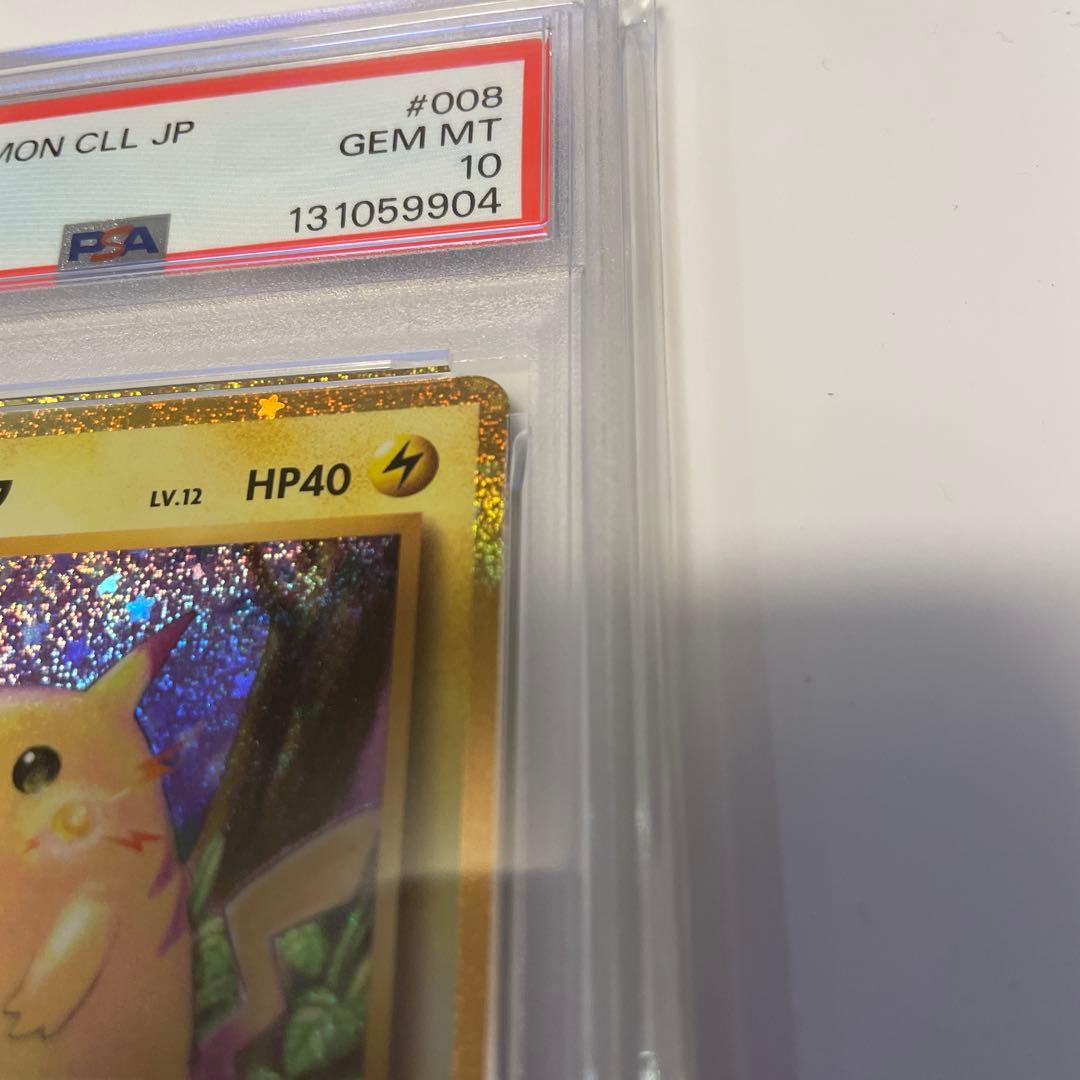 #008
MON CLL JP
GEM MT
10
PSA
131059904
LV.12 HP40